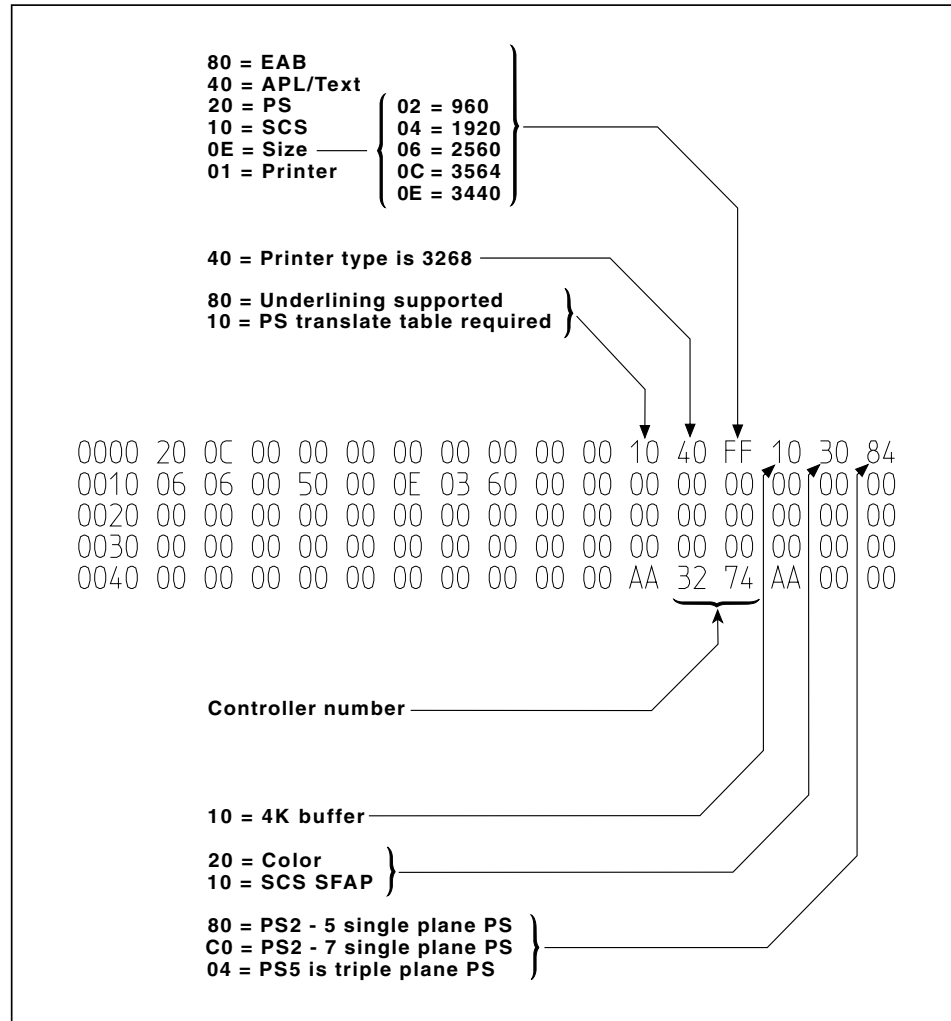 80 = EAB
40 = APL/Text
20 = PS
10 = SCS
0E = Size
01 = Printer
02 = 960
04 = 1920
06 = 2560
0C = 3564
0E = 3440
40 = Printer type is 3268
80 = Underlining supported
10 = PS translate table required
0000 20 0C 00 00 00 00 00 00 00 00 10 40 FF 10 30 84
0010 06 06 00 50 00 0E 03 60 00 00 00 00 00 00 00 00
0020 00 00 00 00 00 00 00 00 00 00 00 00 00 00 00 00
0030 00 00 00 00 00 00 00 00 00 00 00 00 00 00 00 00
0040 00 00 00 00 00 00 00 00 00 00 AA 32 74 AA 00 00
Controller number
10 = 4K buffer
20 = Color
10 = SCS SFAP
80 = PS2 - 5 single plane PS
C0 = PS2 - 7 single plane PS
04 = PS5 is triple plane PS